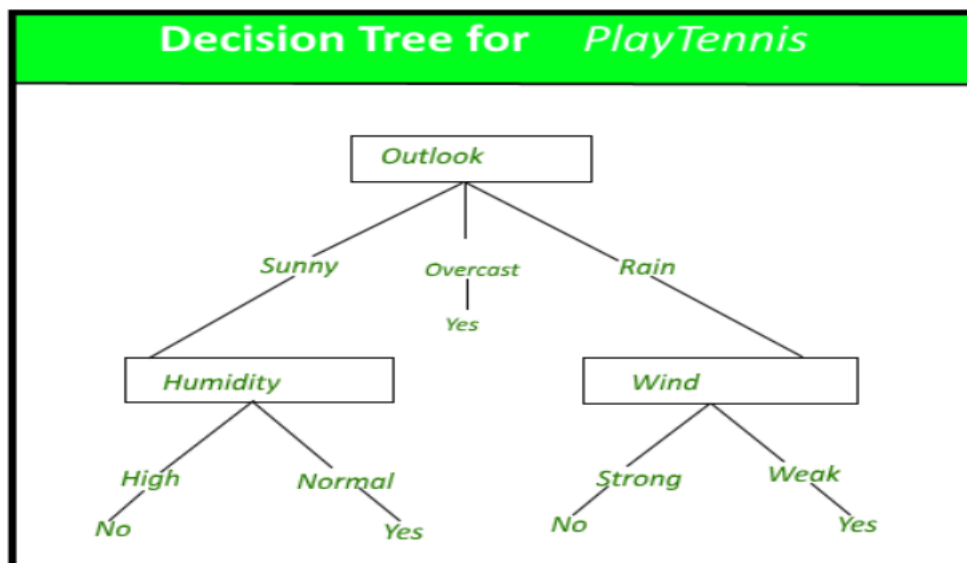 Decision Tree for PlayTennis
Outlook
Sunny Overcast Rain
Yes
Humidity Wind
High Normal Strong Weak
No Yes No Yes